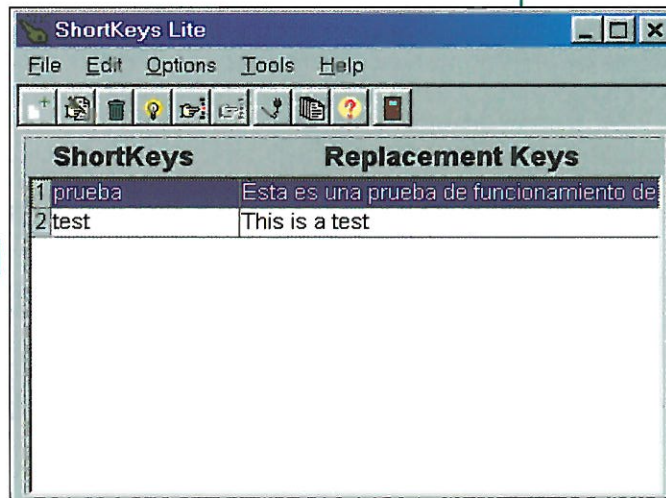 ShortKeys Lite
File Edit Options Tools Help
ShortKeys Replacement Keys
1 prueba Esta es una prueba de funcionamiento de
2 test This is a test